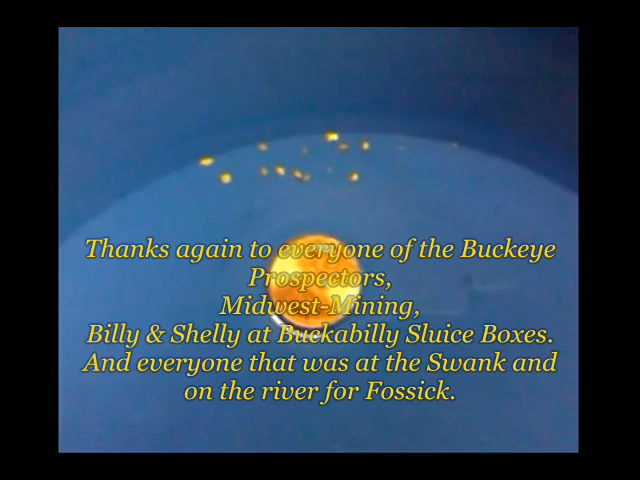 Thanks again to everyone of the Buckeye
Prospectors,
Midwest-Mining,
Billy & Shelly at Buckabilly Sluice Boxes.
And everyone that was at the Swank and
on the river for Fossick.